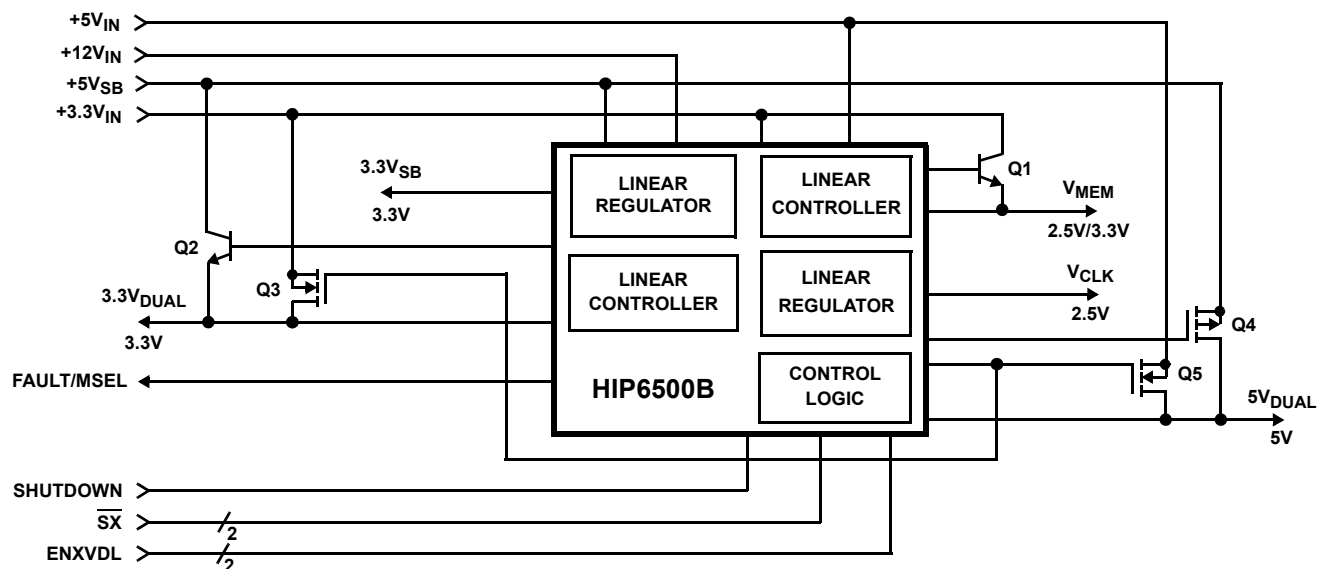 +5VIN
+12VIN
+5VSB
+3.3VIN
3.3VSB
3.3V
LINEAR
REGULATOR
LINEAR
CONTROLLER
Q1
VMEM
2.5V/3.3V
Q2
Q3
LINEAR
CONTROLLER
LINEAR
REGULATOR
VCLK
2.5V
3.3VDUAL
3.3V
Q4
FAULT/MSEL
HIP6500B
CONTROL
LOGIC
Q5
5VDUAL
5V
SHUTDOWN
SX
2
ENXVDL
2